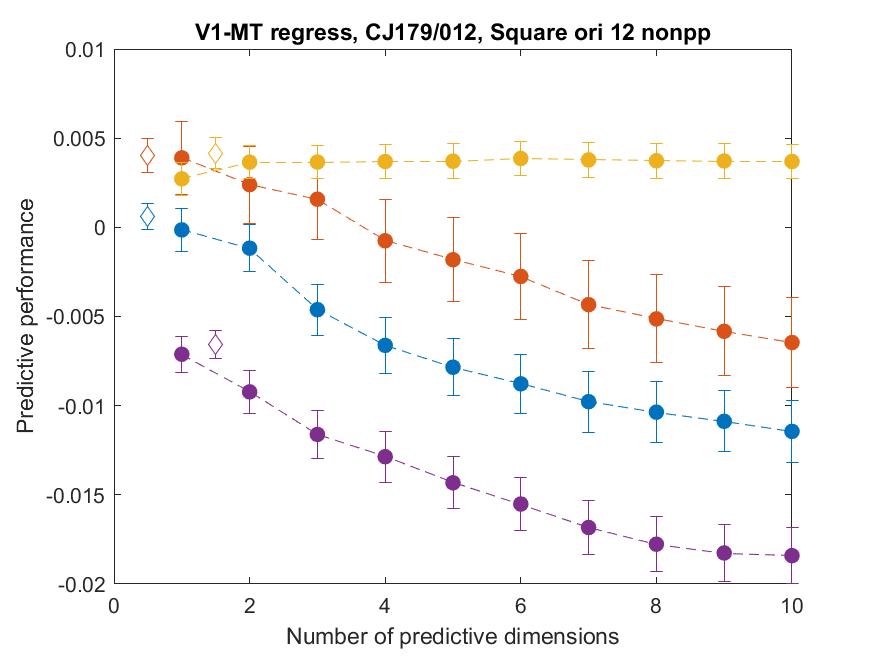 V1-MT regress, CJ179/012, Square ori 12 nonpp
0.01
0.005
0
-0.005
-0.01
-0.015
-0.02
Predictive performance
0 2 4 6 8 10
Number of predictive dimensions